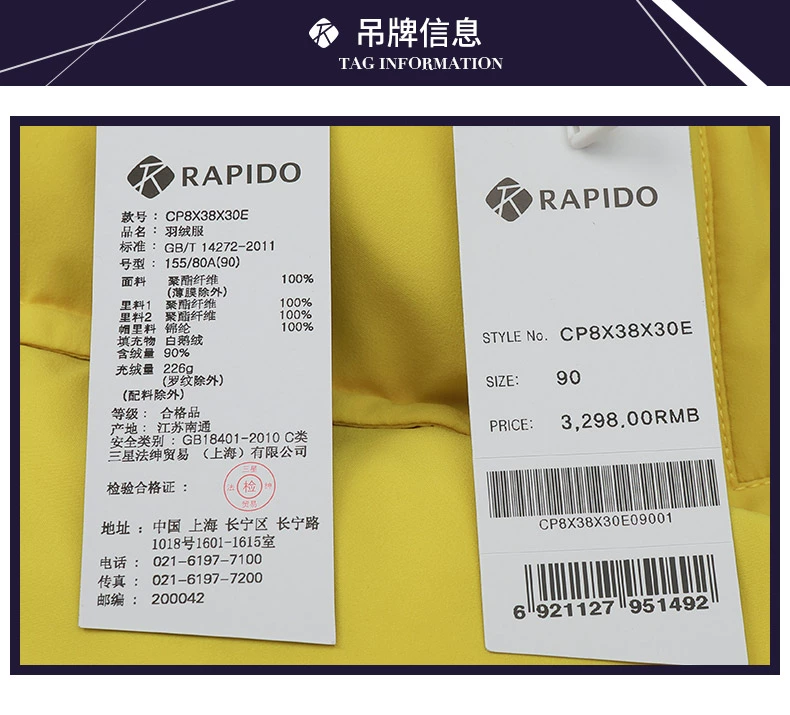 吊牌信息
TAG INFORMATION
RAPIDO
款号： CP8X38X30E
品名： 羽绒服
标准： GB/T 14272-2011
号型： 155/80A(90)
面料 聚酯纤维 100%
(薄膜除外)
里料1 聚酯纤维 100%
里料2 聚酯纤维 100%
帽里料 锦纶 100%
填充物 白鹅绒
含绒量 90%
充绒量 226g
(罗纹除外)
(配料除外)
等级： 合格品
产地： 江苏南通
安全类别：GB18401-2010 C类
三星法绅贸易 （上海）有限公司
检验合格证：
三星
法 检 绅
贸易
地址： 中国 上海 长宁区 长宁路
1018号1601-1615室
电话： 021-6197-7100
传真： 021-6197-7200
邮编： 200042
RAPIDO
STYLE No. CP8X38X30E
SIZE: 90
PRICE: 3,298.00RMB
CP8X38X30E09001
6 921127 951492